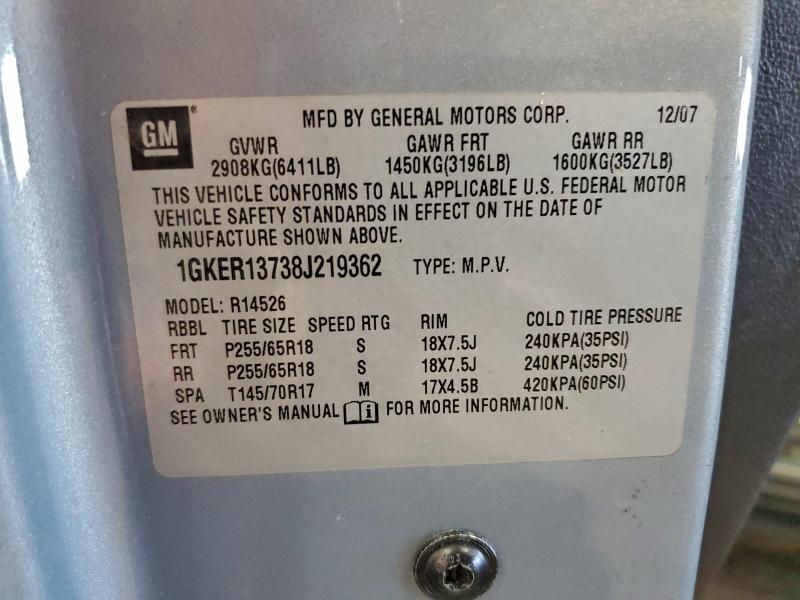 GM® MFD BY GENERAL MOTORS CORP. 12/07
GVWR GAWR FRT GAWR RR
2908KG(6411LB) 1450KG(3196LB) 1600KG(3527LB)
THIS VEHICLE CONFORMS TO ALL APPLICABLE U.S. FEDERAL MOTOR
VEHICLE SAFETY STANDARDS IN EFFECT ON THE DATE OF
MANUFACTURE SHOWN ABOVE.
1GKER13738J219362 TYPE: M.P.V.
MODEL: R14526
RBBL TIRE SIZE SPEED RTG RIM COLD TIRE PRESSURE
FRT P255/65R18 S 18X7.5J 240KPA(35PSI)
RR P255/65R18 S 18X7.5J 240KPA(35PSI)
SPA T145/70R17 M 17X4.5B 420KPA(60PSI)
SEE OWNER'S MANUAL i FOR MORE INFORMATION.